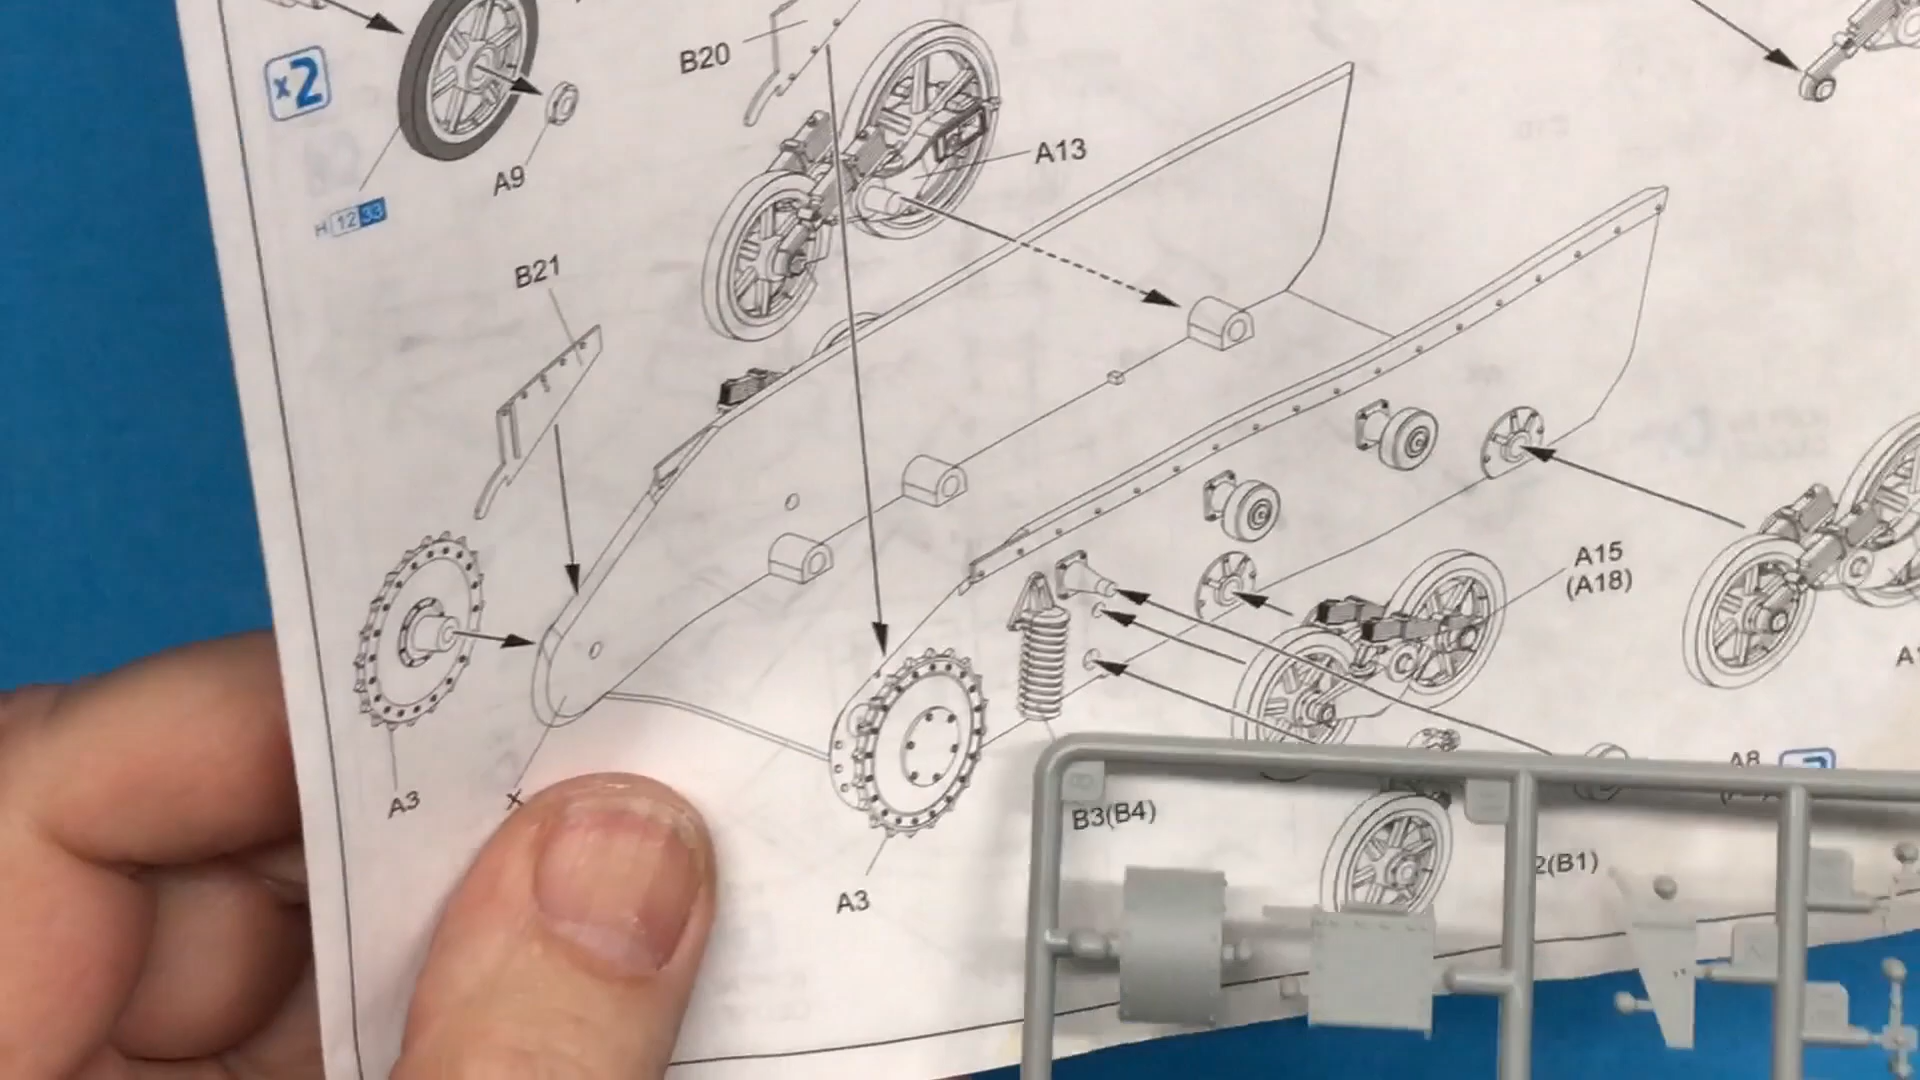 B20
x2
A13
A9
H 12 33
B21
A15
(A18)
A3
X
A8
B3(B4)
2(B1)
A3